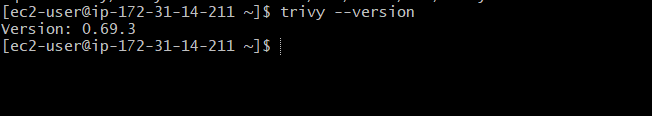 [ec2-user@ip-172-31-14-211 ~]$ trivy --version
Version: 0.69.3
[ec2-user@ip-172-31-14-211 ~]$